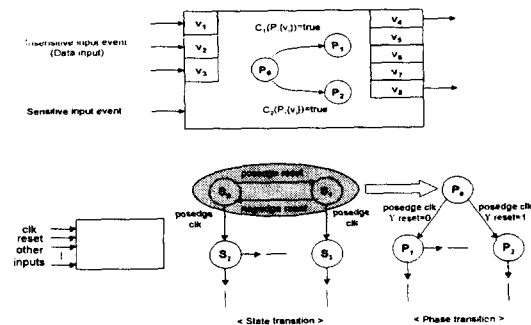 v₁
v₂
v₃
v₄
v₅
v₆
v₇
v₈
Insensitive input event
(Data input)
C₁(P,{vᵢ})=true
P₁
P₀
P₂
C₂(P,{vᵢ})=true
Sensitive input event
posedge reset
S₀
S₁
negedge reset
P₀
posedge clk
posedge clk
posedge clk
Y reset=0
posedge clk
Y reset=1
clk
reset
other
inputs
S₂
S₃
P₁
P₂
< State transition >
< Phase transition >